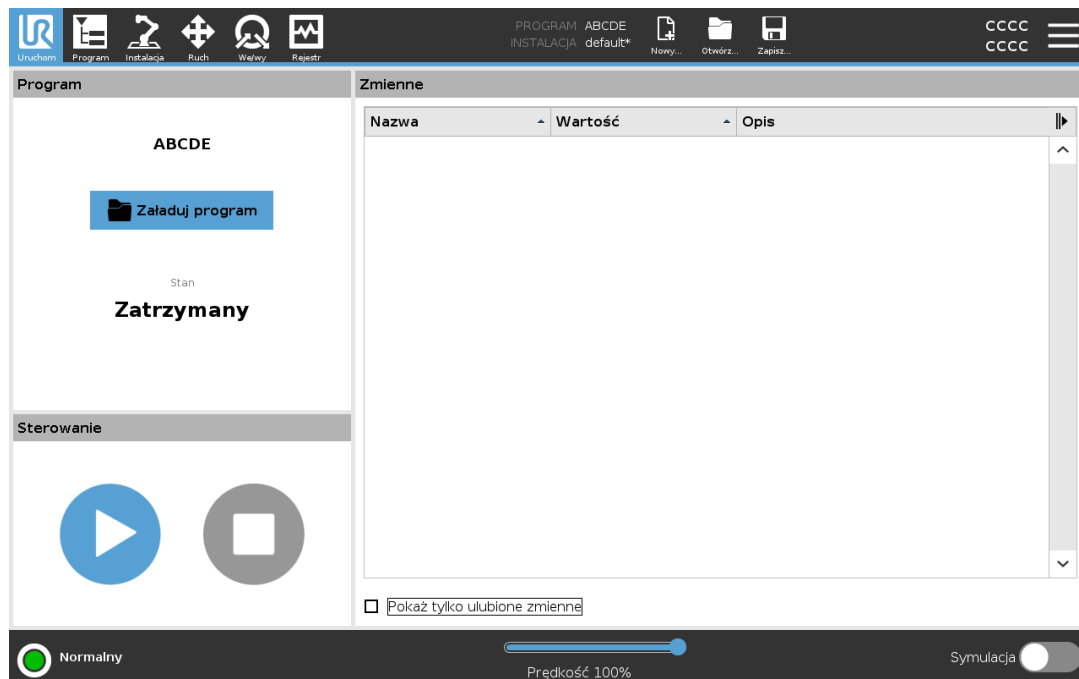 UR
Uruchom
Program
Instalacja
Ruch
We/wy
Rejestr
PROGRAM ABCDE
INSTALACJA default*
Nowy...
Otwórz...
Zapisz...
CCCC
CCCC
Program
ABCDE
Załaduj program
Stan
Zatrzymany
Sterowanie
Zmienne
Nazwa Wartość Opis
Pokaż tylko ulubione zmienne
Normalny
Prędkość 100%
Symulacja